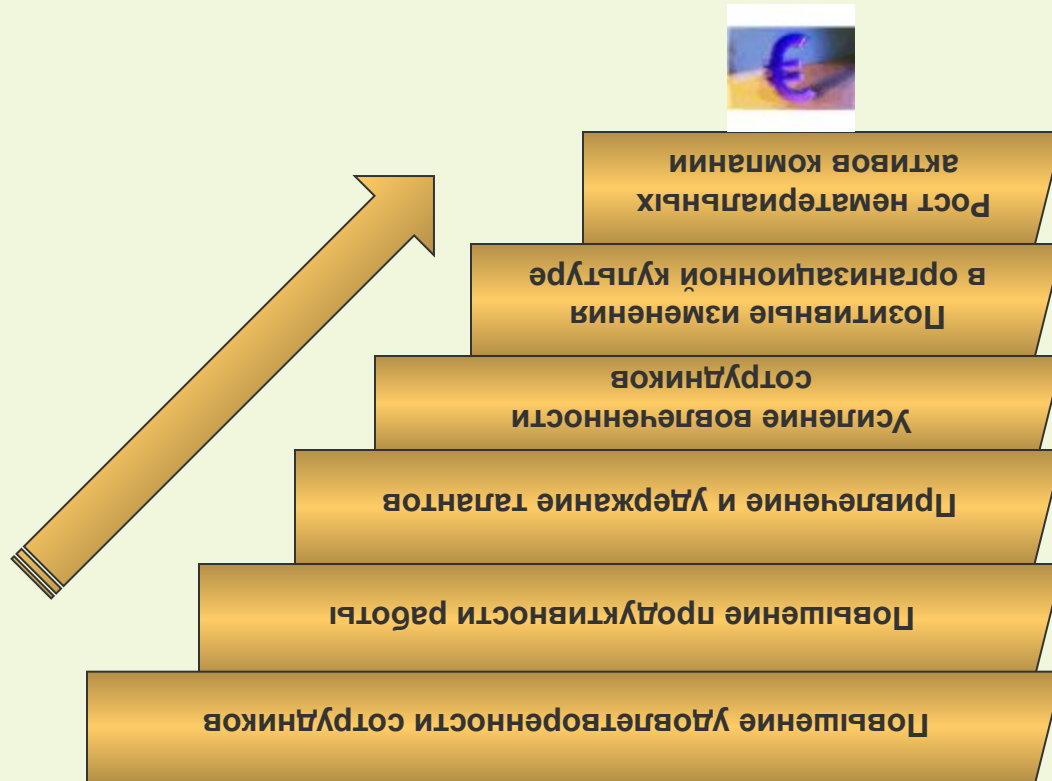 Рост нематериальных
активов компании
Позитивные изменения
в организационной культуре
Усиление вовлеченности
сотрудников
Привлечение и удержание талантов
Повышение продуктивности работы
Повышение удовлетворенности сотрудников
€